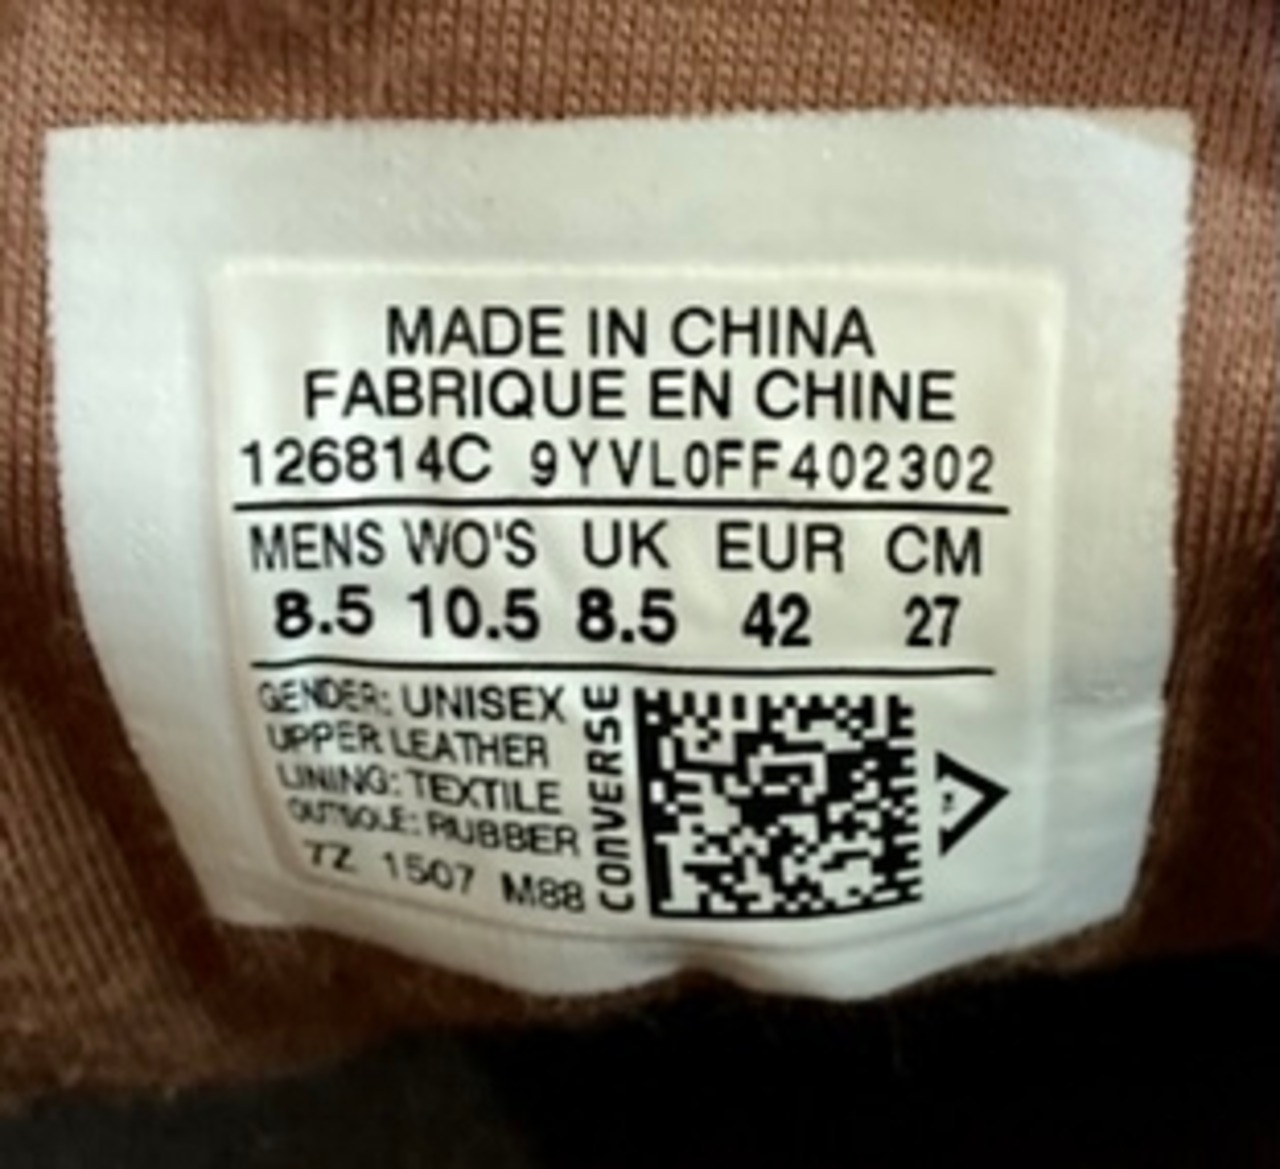 MADE IN CHINA
FABRIQUE EN CHINE
126814C 9YVL0FF402302
MENS WO'S UK EUR CM
8.5 10.5 8.5 42 27
GENDER: UNISEX
UPPER LEATHER
LINING: TEXTILE
OUTSOLE: RUBBER
7Z 1507 M88
CONVERSE